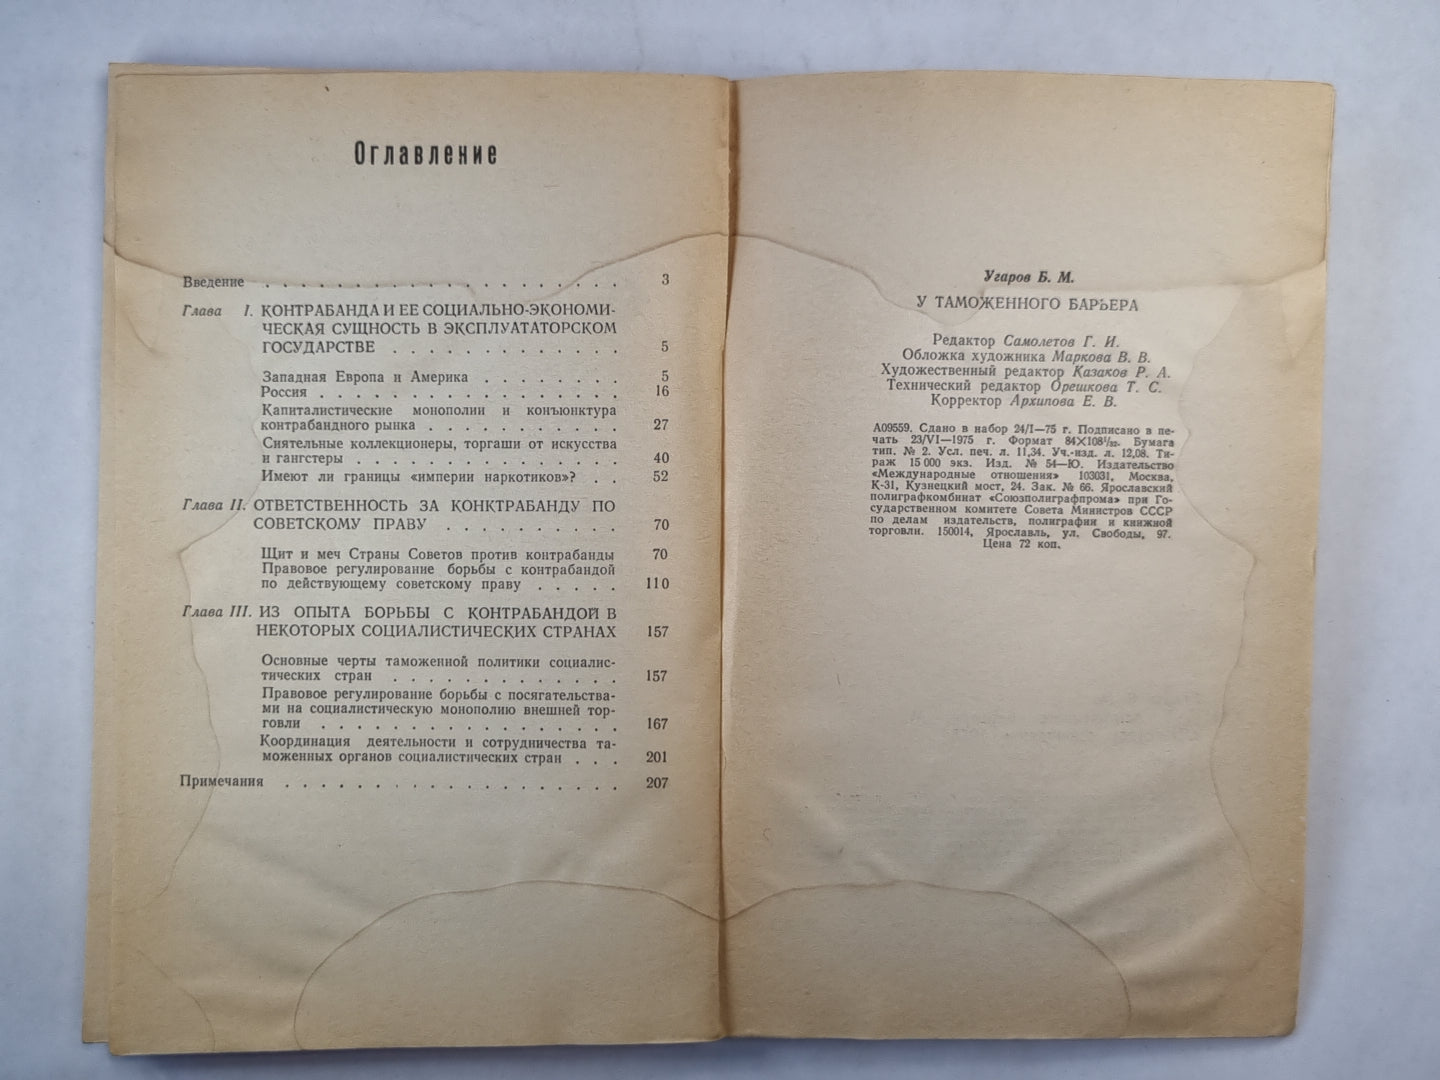 Оглавление
Введение . . . . . . . . . . . . . . . . . . . . 3
Глава I. КОНТРАБАНДА И ЕЕ СОЦИАЛЬНО-ЭКОНОМИ-
ЧЕСКАЯ СУЩНОСТЬ В ЭКСПЛУАТАТОРСКОМ
ГОСУДАРСТВЕ . . . . . . . . . . . . . 5
Западная Европа и Америка . . . . . . . . 5
Россия . . . . . . . . . . . . . . . . . 16
Капиталистические монополии и конъюнктура
контрабандного рынка . . . . . . . . . . . 27
Сиятельные коллекционеры, торгаши от искусства
и гангстеры . . . . . . . . . . . . . . . 40
Имеют ли границы «империи наркотиков»? . . 52
Глава II. ОТВЕТСТВЕННОСТЬ ЗА КОНКТРАБАНДУ ПО
СОВЕТСКОМУ ПРАВУ . . . . . . . . . . 70
Щит и меч Страны Советов против контрабанды 70
Правовое регулирование борьбы с контрабандой
по действующему советскому праву . . . . . 110
Глава III. ИЗ ОПЫТА БОРЬБЫ С КОНТРАБАНДОЙ В
НЕКОТОРЫХ СОЦИАЛИСТИЧЕСКИХ СТРАНАХ 157
Основные черты таможенной политики социалис-
тических стран . . . . . . . . . . . . . 157
Правовое регулирование борьбы с посягательства-
ми на социалистическую монополию внешней тор-
говли . . . . . . . . . . . . . . . . . 167
Координация деятельности и сотрудничества та-
моженных органов социалистических стран . . . 201
Примечания . . . . . . . . . . . . . . . . . . . 207
Угаров Б. М.
У ТАМОЖЕННОГО БАРЬЕРА
Редактор Самолетов Г. И.
Обложка художника Маркова В. В.
Художественный редактор Казаков Р. А.
Технический редактор Орешкова Т. С.
Корректор Архипова Е. В.
А09559. Сдано в набор 24/I—75 г. Подписано в пе-
чать 23/VI—1975 г. Формат 84×108¹/₃₂. Бумага
тип. № 2. Усл. печ. л. 11,34. Уч.-изд. л. 12,08. Ти-
раж 15 000 экз. Изд. № 54—Ю. Издательство
«Международные отношения» 103031, Москва,
К-31, Кузнецкий мост, 24. Зак. № 66. Ярославский
полиграфкомбинат «Союзполиграфпрома» при Го-
сударственном комитете Совета Министров СССР
по делам издательств, полиграфии и книжной
торговли. 150014, Ярославль, ул. Свободы, 97.
Цена 72 коп.